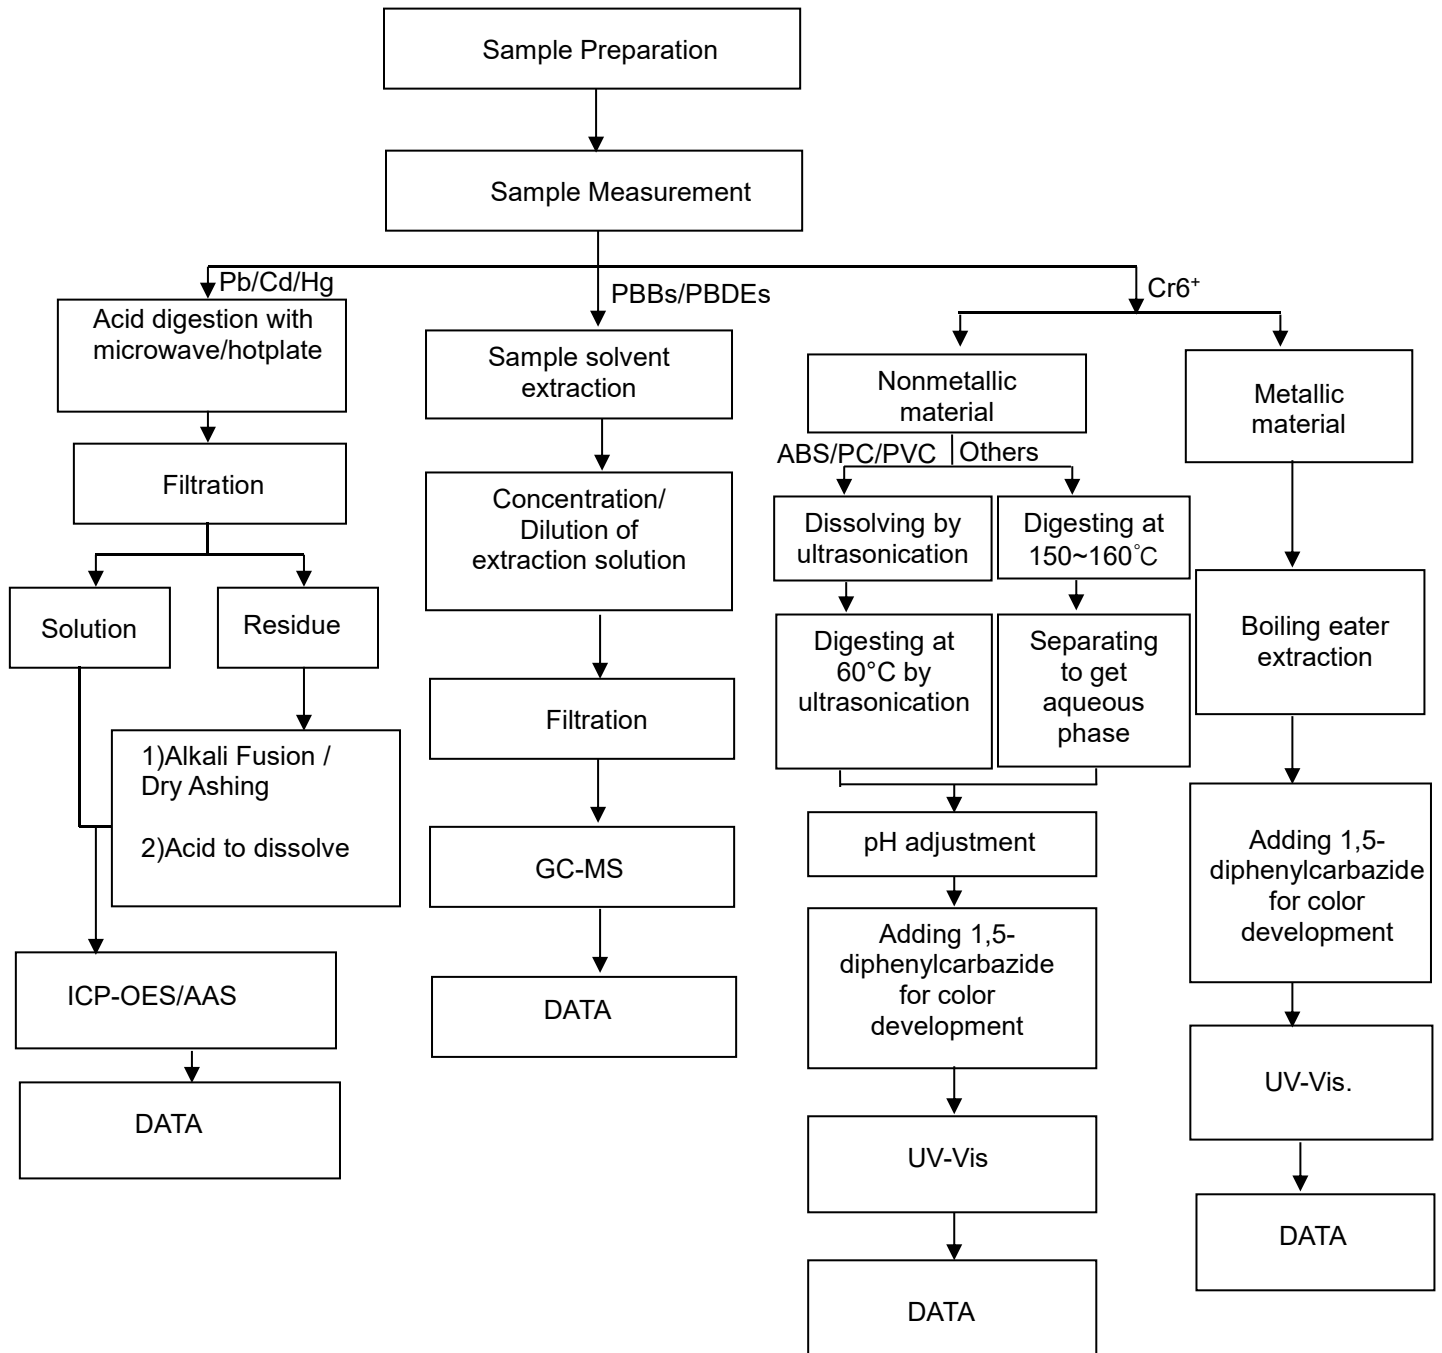 Sample Preparation
Sample Measurement
Pb/Cd/Hg
PBBs/PBDEs
Cr6⁺
Acid digestion with
microwave/hotplate
Filtration
Solution
Residue
1)Alkali Fusion /
Dry Ashing
2)Acid to dissolve
ICP-OES/AAS
DATA
Sample solvent
extraction
Concentration/
Dilution of
extraction solution
Filtration
GC-MS
DATA
Nonmetallic
material
ABS/PC/PVC
Others
Dissolving by
ultrasonication
Digesting at
60°C by
ultrasonication
Digesting at
150~160℃
Separating
to get
aqueous
phase
pH adjustment
Adding 1,5-
diphenylcarbazide
for color
development
UV-Vis
DATA
Metallic
material
Boiling eater
extraction
Adding 1,5-
diphenylcarbazide
for color
development
UV-Vis.
DATA